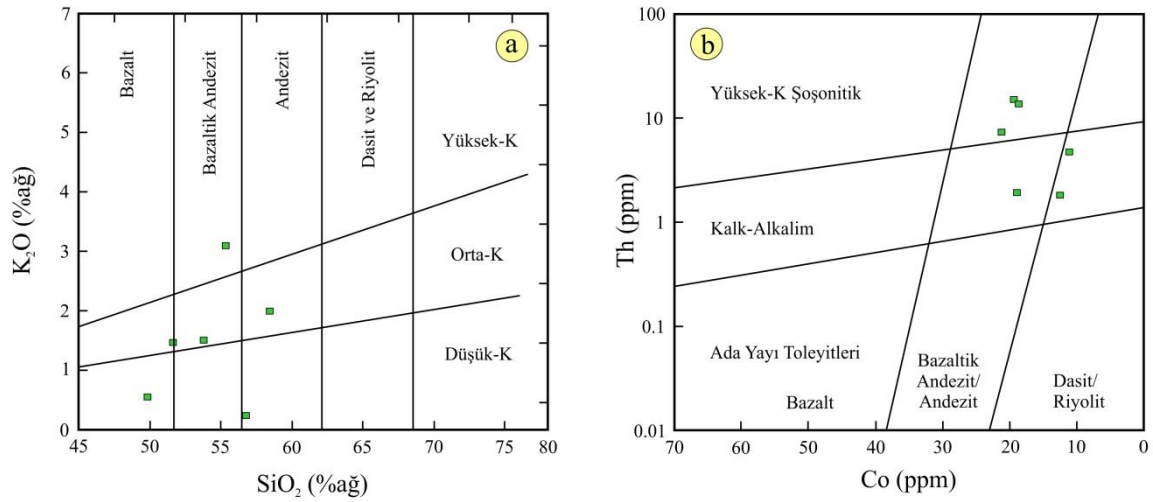 a
7
6
5
4
3
2
1
0
K₂O (%ağ)
Bazalt
Bazaltik Andezit
Andezit
Dasit ve Riyolit
Yüksek-K
Orta-K
Düşük-K
45 50 55 60 65 70 75 80
SiO₂ (%ağ)
b
100
10
1
0.1
0.01
Th (ppm)
Yüksek-K Şoşonitik
Kalk-Alkalim
Ada Yayı Toleyitleri
Bazalt
Bazaltik
Andezit/
Andezit
Dasit/
Riyolit
70 60 50 40 30 20 10 0
Co (ppm)